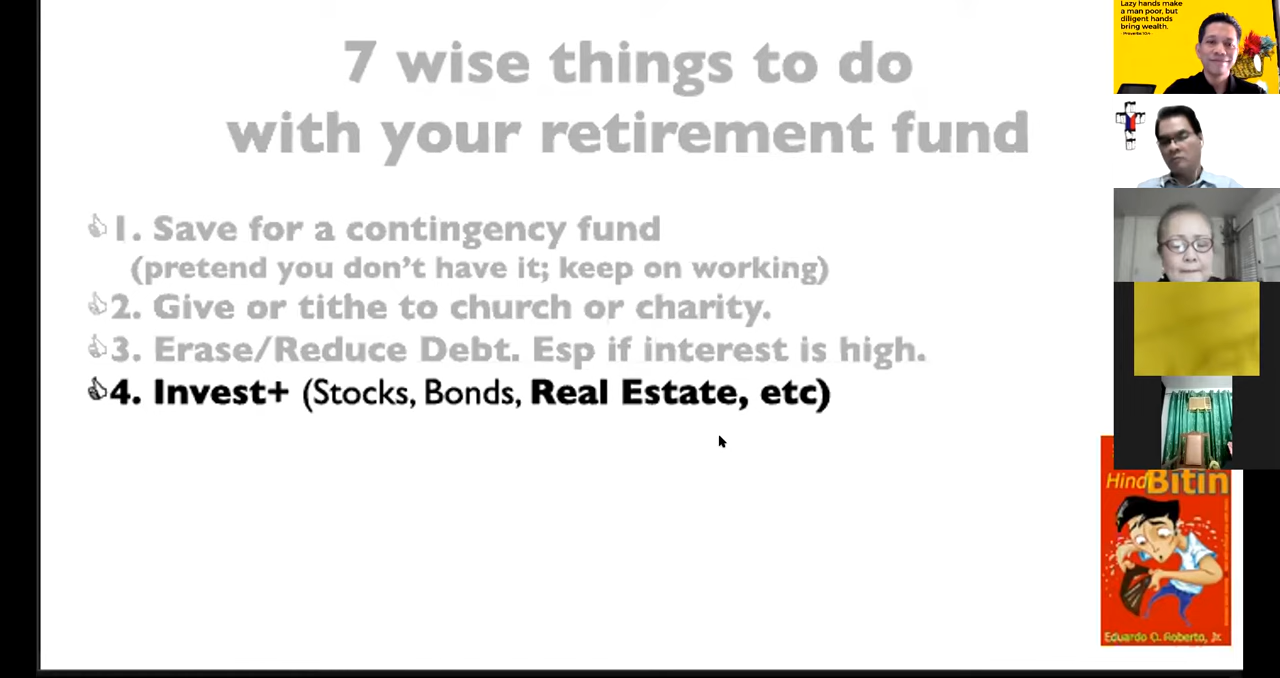 7 wise things to do
with your retirement fund
1. Save for a contingency fund
(pretend you don't have it; keep on working)
2. Give or tithe to church or charity.
3. Erase/Reduce Debt. Esp if interest is high.
4. Invest+ (Stocks, Bonds, Real Estate, etc)
Lazy hands make
a man poor, but
diligent hands
bring wealth.
Hind
Bitin
Eduardo O. Roberto, Jr.